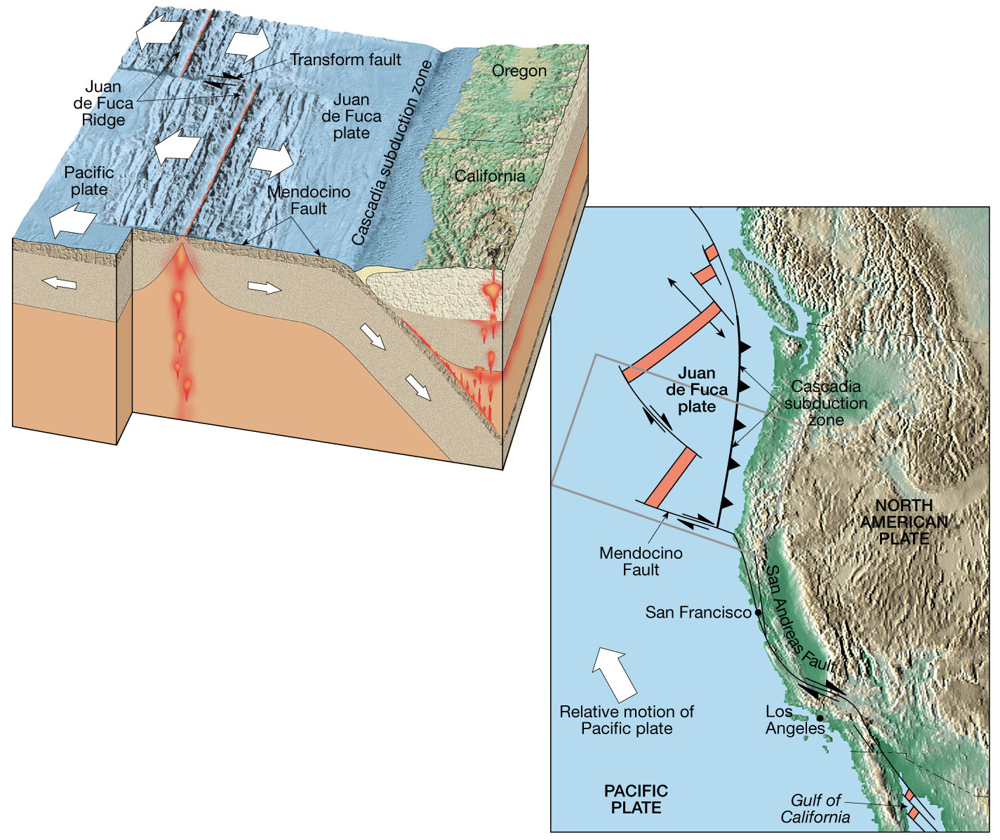 Transform fault
Juan
de Fuca
Ridge
Juan
de Fuca
plate
Cascadia subduction zone
Oregon
California
Pacific
plate
Mendocino
Fault
Juan
de Fuca
plate
Cascadia
subduction
zone
NORTH
AMERICAN
PLATE
Mendocino
Fault
San Francisco
San Andreas Fault
Relative motion of
Pacific plate
Los
Angeles
PACIFIC
PLATE
Gulf of
California